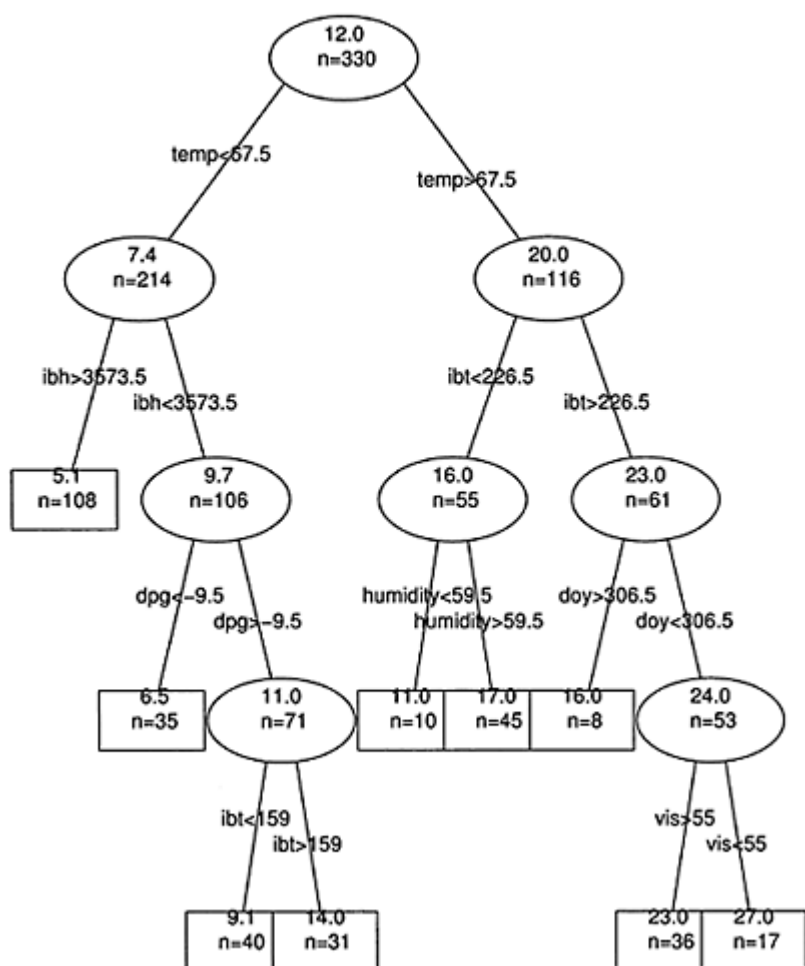 12.0
n=330
temp<67.5
temp>67.5
7.4
n=214
20.0
n=116
ibh>3573.5
ibh<3573.5
ibt<226.5
ibt>226.5
5.1
n=108
9.7
n=106
16.0
n=55
23.0
n=61
dpg<-9.5
dpg>-9.5
humidity<59.5
humidity>59.5
doy>306.5
doy<306.5
6.5
n=35
11.0
n=71
11.0
n=10
17.0
n=45
16.0
n=8
24.0
n=53
ibt<159
ibt>159
vis>55
vis<55
9.1
n=40
14.0
n=31
23.0
n=36
27.0
n=17